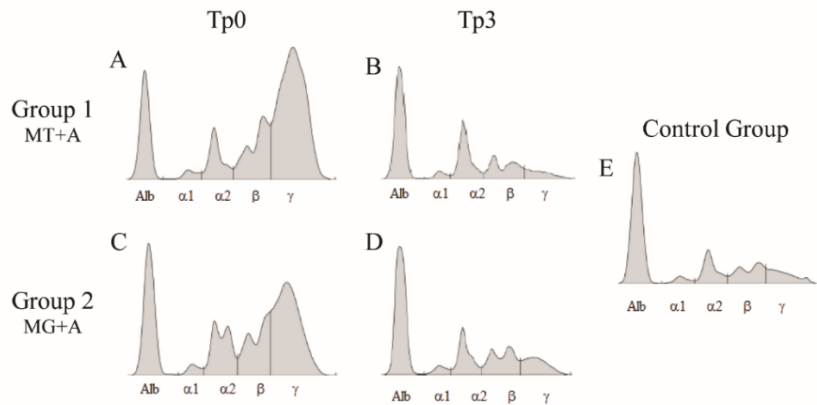 Tp0 Tp3
A B
Group 1
MT+A
Control Group
E
Alb α1 α2 β γ
Alb α1 α2 β γ
C D
Group 2
MG+A
Alb α1 α2 β γ
Alb α1 α2 β γ
Alb α1 α2 β γ